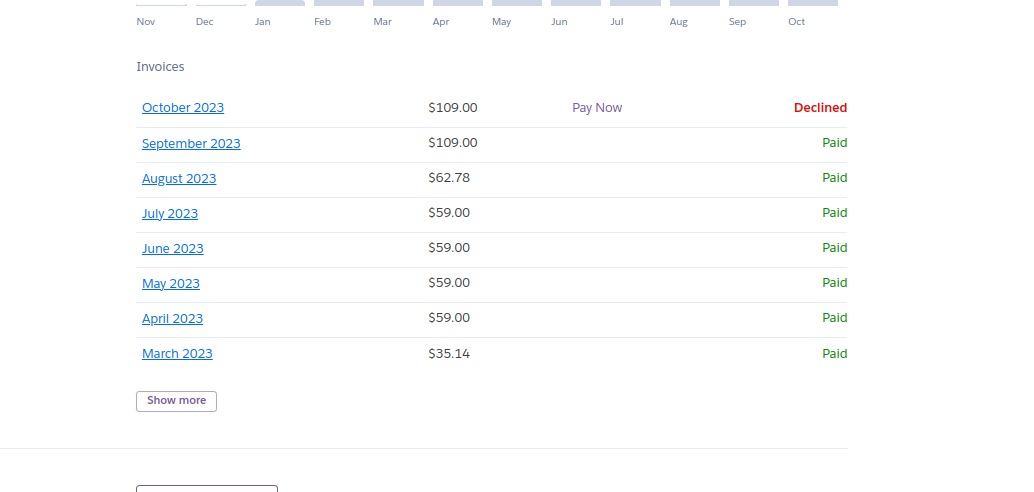 Nov Dec Jan Feb Mar Apr May Jun Jul Aug Sep Oct
Invoices
October 2023 $109.00 Pay Now Declined
September 2023 $109.00 Paid
August 2023 $62.78 Paid
July 2023 $59.00 Paid
June 2023 $59.00 Paid
May 2023 $59.00 Paid
April 2023 $59.00 Paid
March 2023 $35.14 Paid
Show more